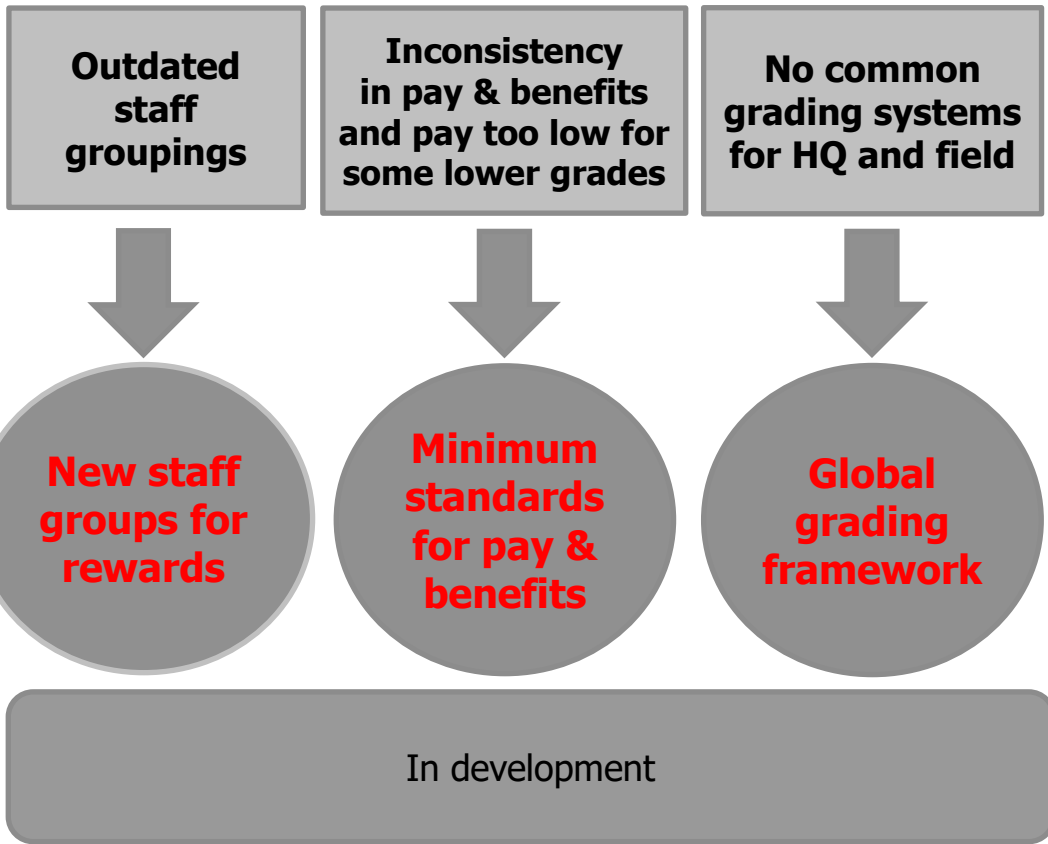 Outdated
staff
groupings
Inconsistency
in pay & benefits
and pay too low for
some lower grades
No common
grading systems
for HQ and field
New staff
groups for
rewards
Minimum
standards
for pay &
benefits
Global
grading
framework
In development